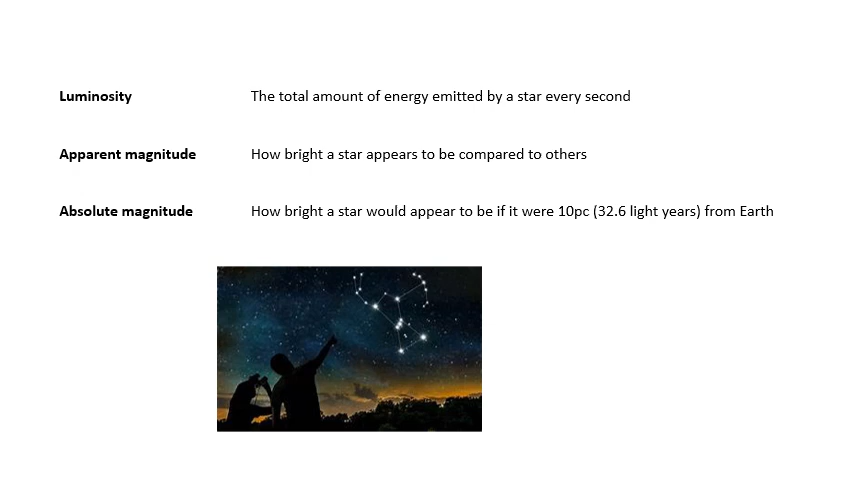 Luminosity The total amount of energy emitted by a star every second
Apparent magnitude How bright a star appears to be compared to others
Absolute magnitude How bright a star would appear to be if it were 10pc (32.6 light years) from Earth